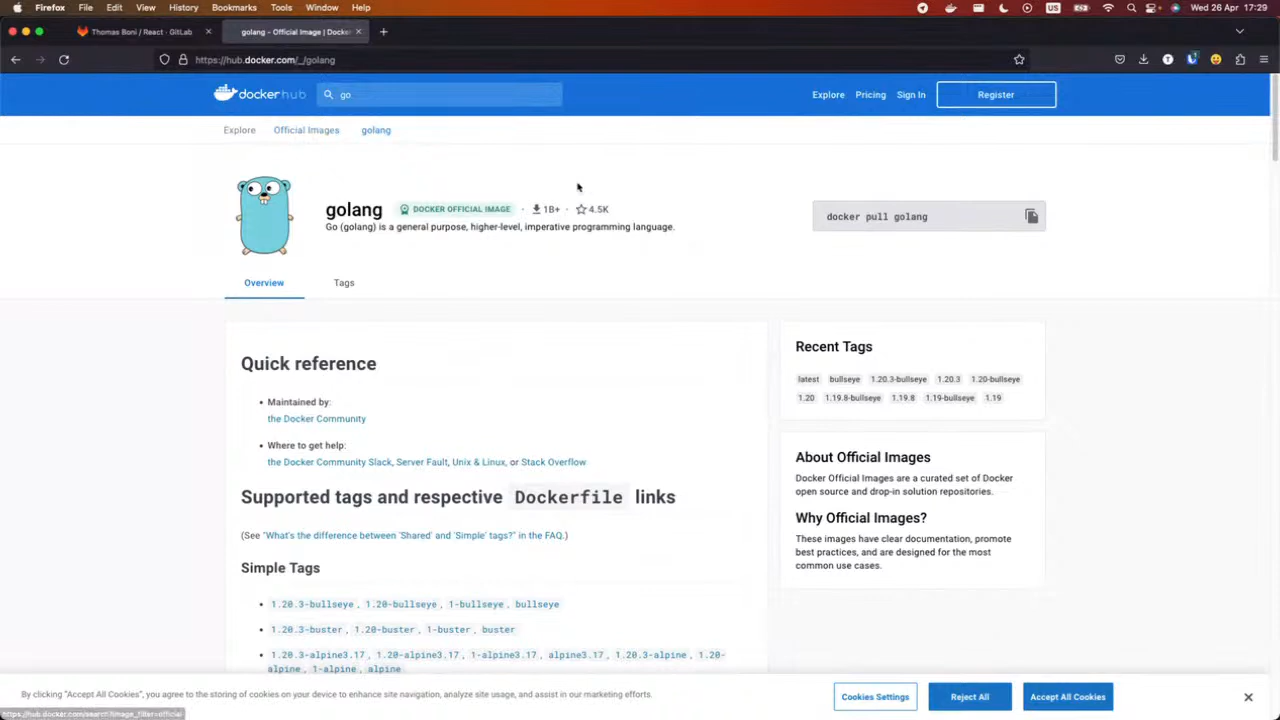 Firefox File Edit View History Bookmarks Tools Window Help US Wed 26 Apr 17:29
Thomas Boni / React · GitLab golang - Official Image | Docke
https://hub.docker.com/_/golang
dockerhub go Explore Pricing Sign In Register
Explore Official Images golang
golang DOCKER OFFICIAL IMAGE · 1B+ · 4.5K
Go (golang) is a general purpose, higher-level, imperative programming language.
docker pull golang
Overview Tags
Quick reference
• Maintained by:
the Docker Community
• Where to get help:
the Docker Community Slack, Server Fault, Unix & Linux, or Stack Overflow
Supported tags and respective Dockerfile links
(See "What's the difference between 'Shared' and 'Simple' tags?" in the FAQ.)
Simple Tags
• 1.20.3-bullseye, 1.20-bullseye, 1-bullseye, bullseye
• 1.20.3-buster, 1.20-buster, 1-buster, buster
• 1.20.3-alpine3.17, 1.20-alpine3.17, 1-alpine3.17, alpine3.17, 1.20.3-alpine, 1.20-
alpine, 1-alpine, alpine
Recent Tags
latest bullseye 1.20.3-bullseye 1.20.3 1.20-bullseye
1.20 1.19.8-bullseye 1.19.8 1.19-bullseye 1.19
About Official Images
Docker Official Images are a curated set of Docker
open source and drop-in solution repositories.
Why Official Images?
These images have clear documentation, promote
best practices, and are designed for the most
common use cases.
By clicking "Accept All Cookies", you agree to the storing of cookies on your device to enhance site navigation, analyze site usage, and assist in our marketing efforts.
Cookies Settings Reject All Accept All Cookies
https://hub.docker.com/search?image_filter=official